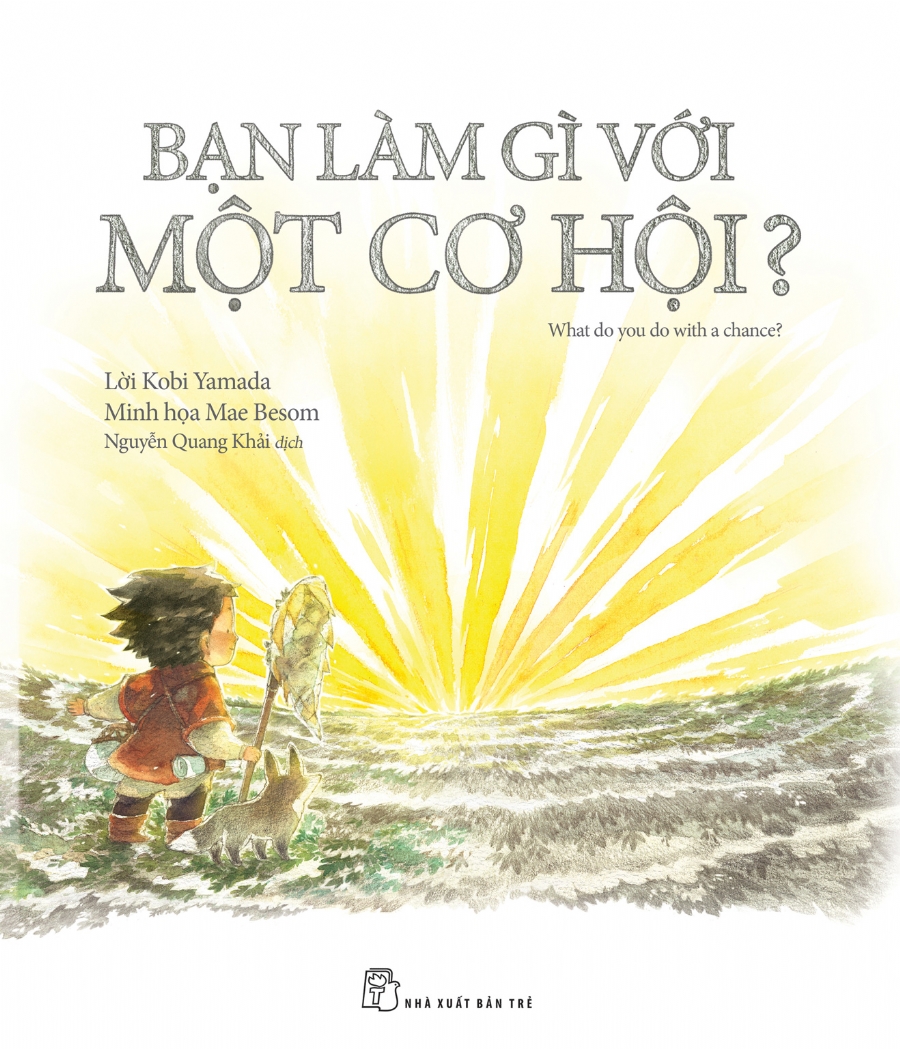 BẠN LÀM GÌ VỚI
MỘT CƠ HỘI?
What do you do with a chance?
Lời Kobi Yamada
Minh họa Mae Besom
Nguyễn Quang Khải dịch
T
NHÀ XUẤT BẢN TRẺ